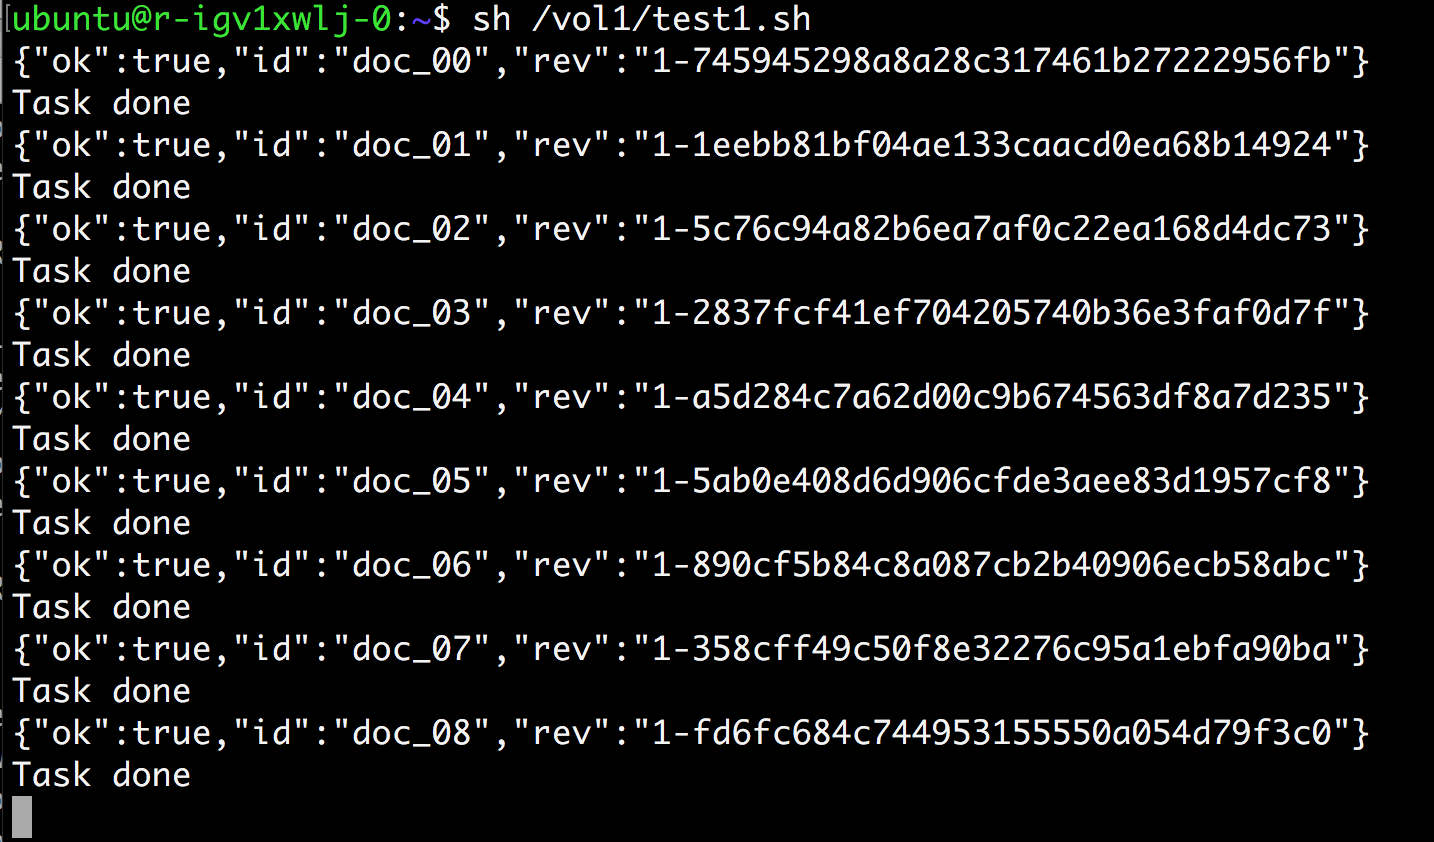 ubuntu@r-igv1xwlj-0:~$ sh /vol1/test1.sh
{"ok":true,"id":"doc_00","rev":"1-745945298a8a28c317461b27222956fb"}
Task done
{"ok":true,"id":"doc_01","rev":"1-1eebb81bf04ae133caacd0ea68b14924"}
Task done
{"ok":true,"id":"doc_02","rev":"1-5c76c94a82b6ea7af0c22ea168d4dc73"}
Task done
{"ok":true,"id":"doc_03","rev":"1-2837fcf41ef704205740b36e3faf0d7f"}
Task done
{"ok":true,"id":"doc_04","rev":"1-a5d284c7a62d00c9b674563df8a7d235"}
Task done
{"ok":true,"id":"doc_05","rev":"1-5ab0e408d6d906cfde3aee83d1957cf8"}
Task done
{"ok":true,"id":"doc_06","rev":"1-890cf5b84c8a087cb2b40906ecb58abc"}
Task done
{"ok":true,"id":"doc_07","rev":"1-358cff49c50f8e32276c95a1ebfa90ba"}
Task done
{"ok":true,"id":"doc_08","rev":"1-fd6fc684c744953155550a054d79f3c0"}
Task done